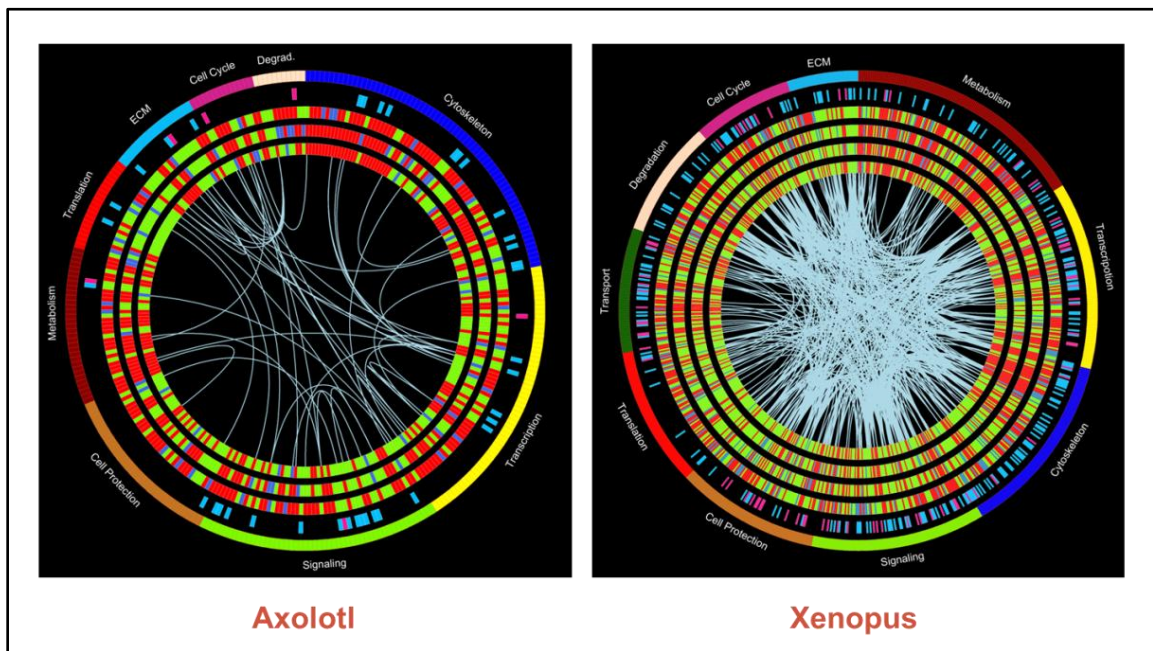 Degrad.
Cell Cycle
Cytoskeleton
ECM
Translation
Metabolism
Transcription
Cell Protection
Signaling
ECM
Metabolism
Cell Cycle
Degradation
Transcripotion
Transport
Translation
Cytoskeleton
Cell Protection
Signaling
Axolotl
Xenopus